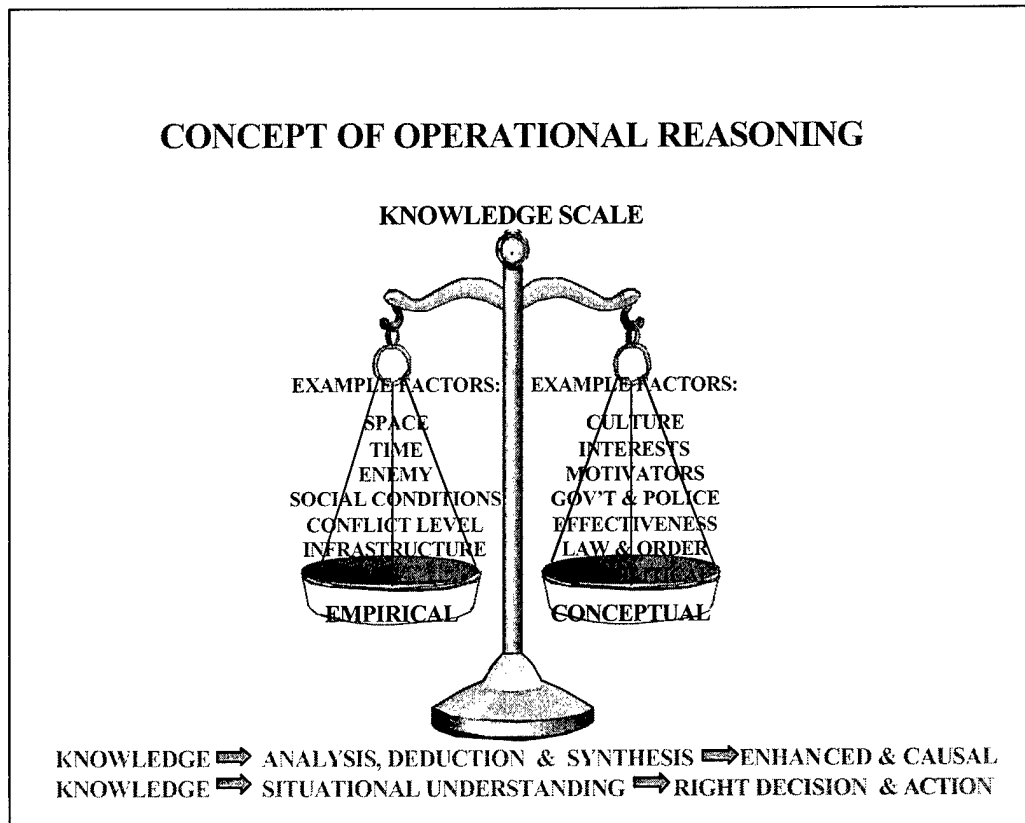 CONCEPT OF OPERATIONAL REASONING
KNOWLEDGE SCALE
EXAMPLE FACTORS:
SPACE
TIME
ENEMY
SOCIAL CONDITIONS
CONFLICT LEVEL
INFRASTRUCTURE
EMPIRICAL
EXAMPLE FACTORS:
CULTURE
INTERESTS
MOTIVATORS
GOV'T & POLICE
EFFECTIVENESS
LAW & ORDER
CONCEPTUAL
KNOWLEDGE ⇒ ANALYSIS, DEDUCTION & SYNTHESIS ⇒ ENHANCED & CAUSAL
KNOWLEDGE ⇒ SITUATIONAL UNDERSTANDING ⇒ RIGHT DECISION & ACTION